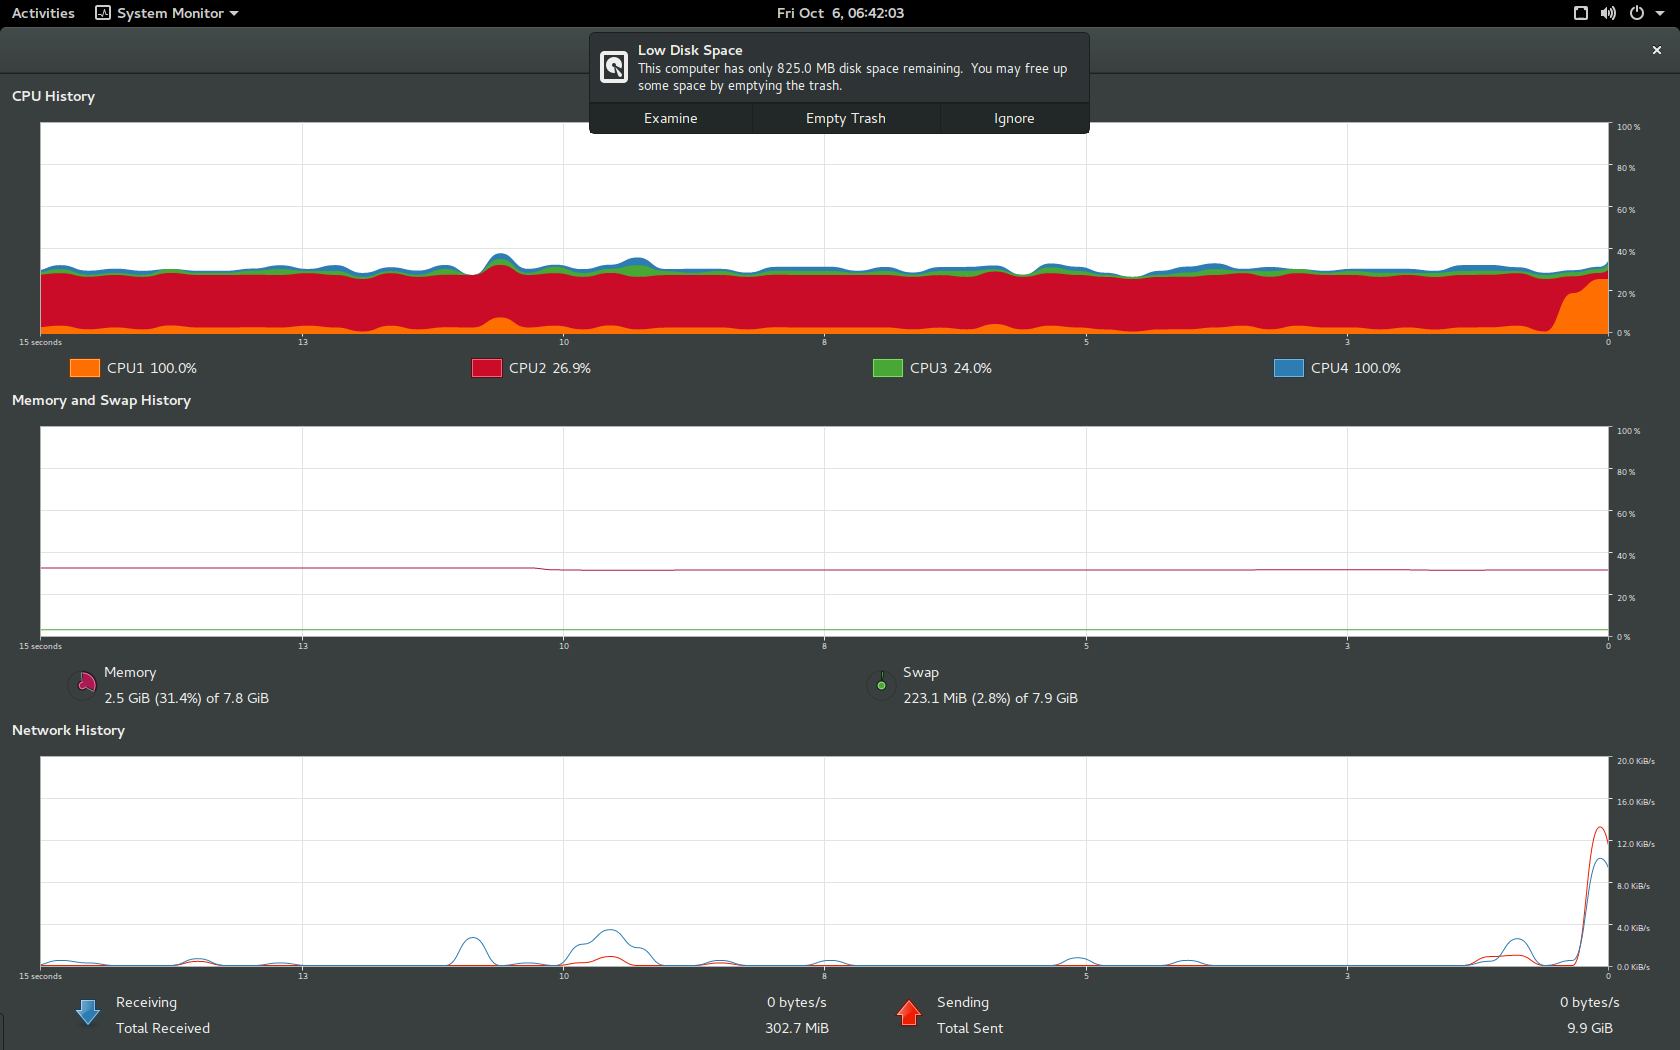 Activities
System Monitor
Fri Oct 6, 06:42:03
Low Disk Space
This computer has only 825.0 MB disk space remaining. You may free up
some space by emptying the trash.
Examine
Empty Trash
Ignore
CPU History
100 %
80 %
60 %
40 %
20 %
0 %
15 seconds
13
10
8
5
3
0
CPU1 100.0%
CPU2 26.9%
CPU3 24.0%
CPU4 100.0%
Memory and Swap History
100 %
80 %
60 %
40 %
20 %
0 %
15 seconds
13
10
8
5
3
0
Memory
2.5 GiB (31.4%) of 7.8 GiB
Swap
223.1 MiB (2.8%) of 7.9 GiB
Network History
20.0 KiB/s
16.0 KiB/s
12.0 KiB/s
8.0 KiB/s
4.0 KiB/s
0.0 KiB/s
15 seconds
13
10
8
5
3
0
Receiving
0 bytes/s
Total Received
302.7 MiB
Sending
0 bytes/s
Total Sent
9.9 GiB